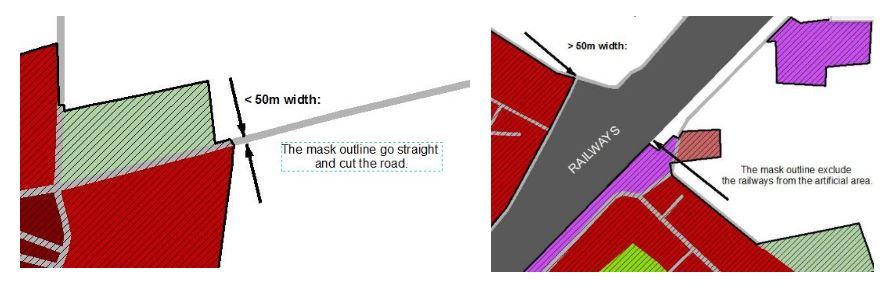 < 50m width:
The mask outline go straight
and cut the road.
> 50m width:
RAILWAYS
The mask outline exclude
the railways from the artificial area.